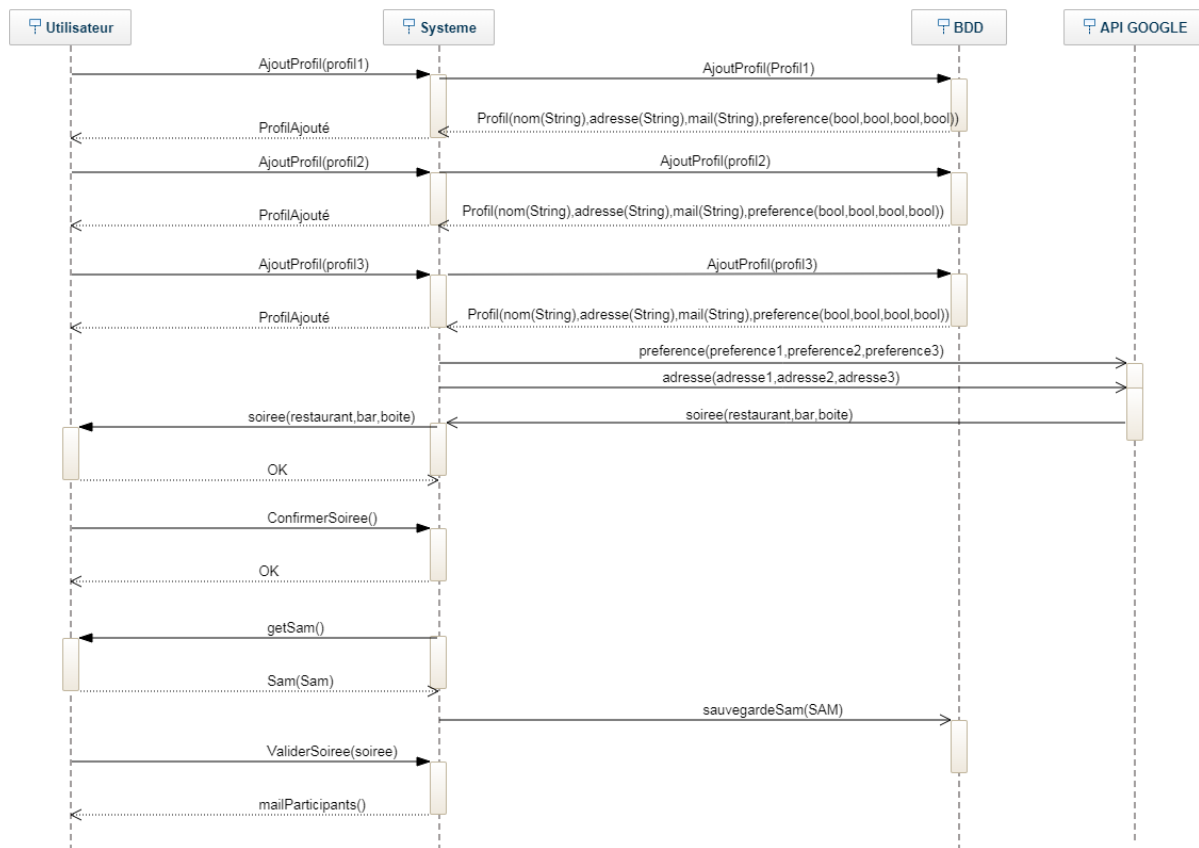 Utilisateur
Systeme
BDD
API GOOGLE
AjoutProfil(profil1)
AjoutProfil(Profil1)
Profil(nom(String),adresse(String),mail(String),preference(bool,bool,bool,bool))
ProfilAjouté
AjoutProfil(profil2)
AjoutProfil(profil2)
Profil(nom(String),adresse(String),mail(String),preference(bool,bool,bool,bool))
ProfilAjouté
AjoutProfil(profil3)
AjoutProfil(profil3)
Profil(nom(String),adresse(String),mail(String),preference(bool,bool,bool,bool))
ProfilAjouté
preference(preference1,preference2,preference3)
adresse(adresse1,adresse2,adresse3)
soiree(restaurant,bar,boite)
soiree(restaurant,bar,boite)
OK
ConfirmerSoiree()
OK
getSam()
Sam(Sam)
sauvegardeSam(SAM)
ValiderSoiree(soiree)
mailParticipants()